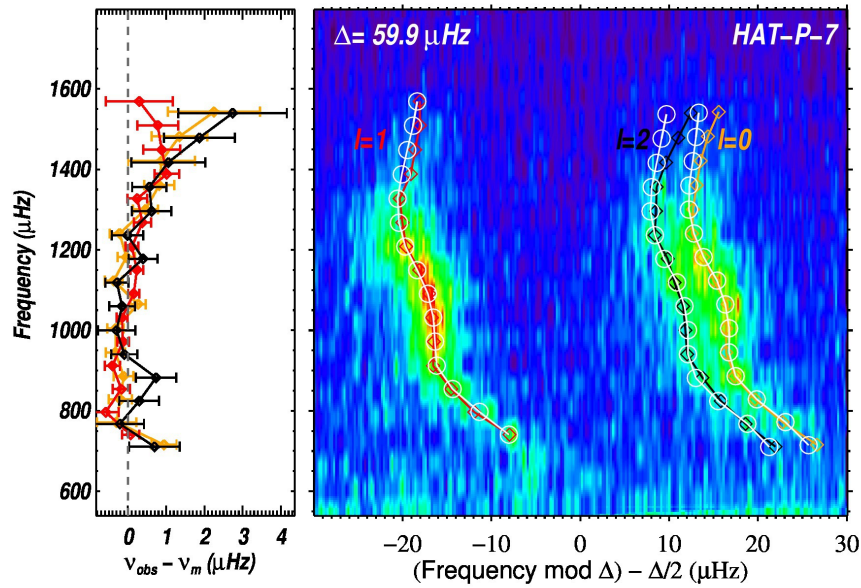 Δ= 59.9 μHz
HAT-P-7
l=1
l=2
l=0
Frequency (μHz)
1600
1400
1200
1000
800
600
0 1 2 3 4
ν_obs − ν_m (μHz)
−20 −10 0 10 20 30
(Frequency mod Δ) − Δ/2 (μHz)